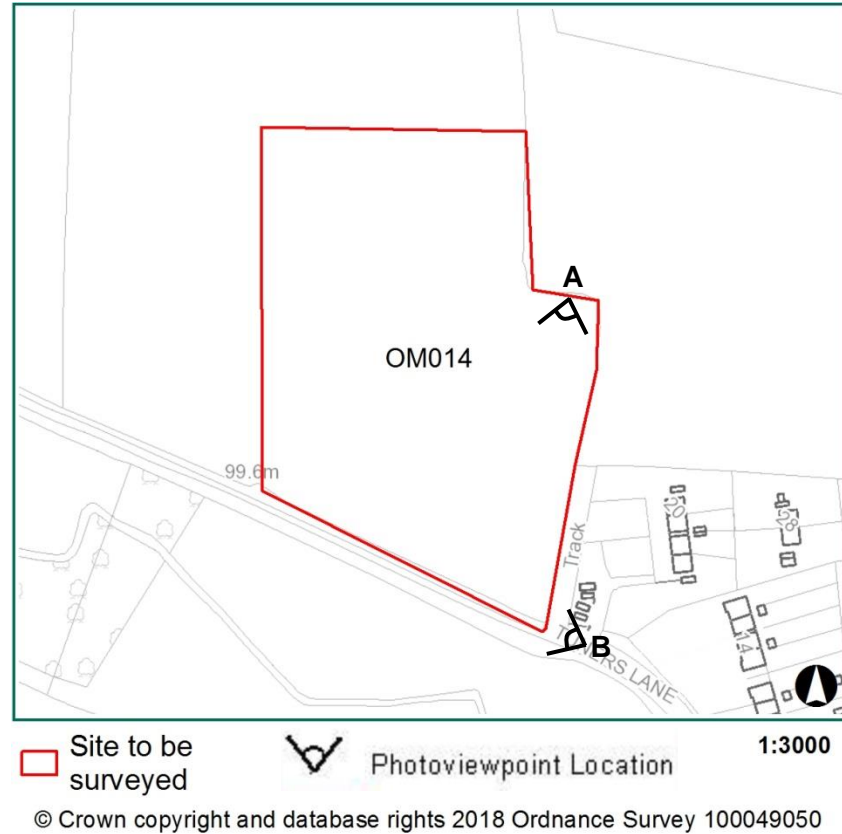 A
OM014
99.6m
Track
B
LANE
14
Site to be
surveyed
Photoviewpoint Location
1:3000
© Crown copyright and database rights 2018 Ordnance Survey 100049050